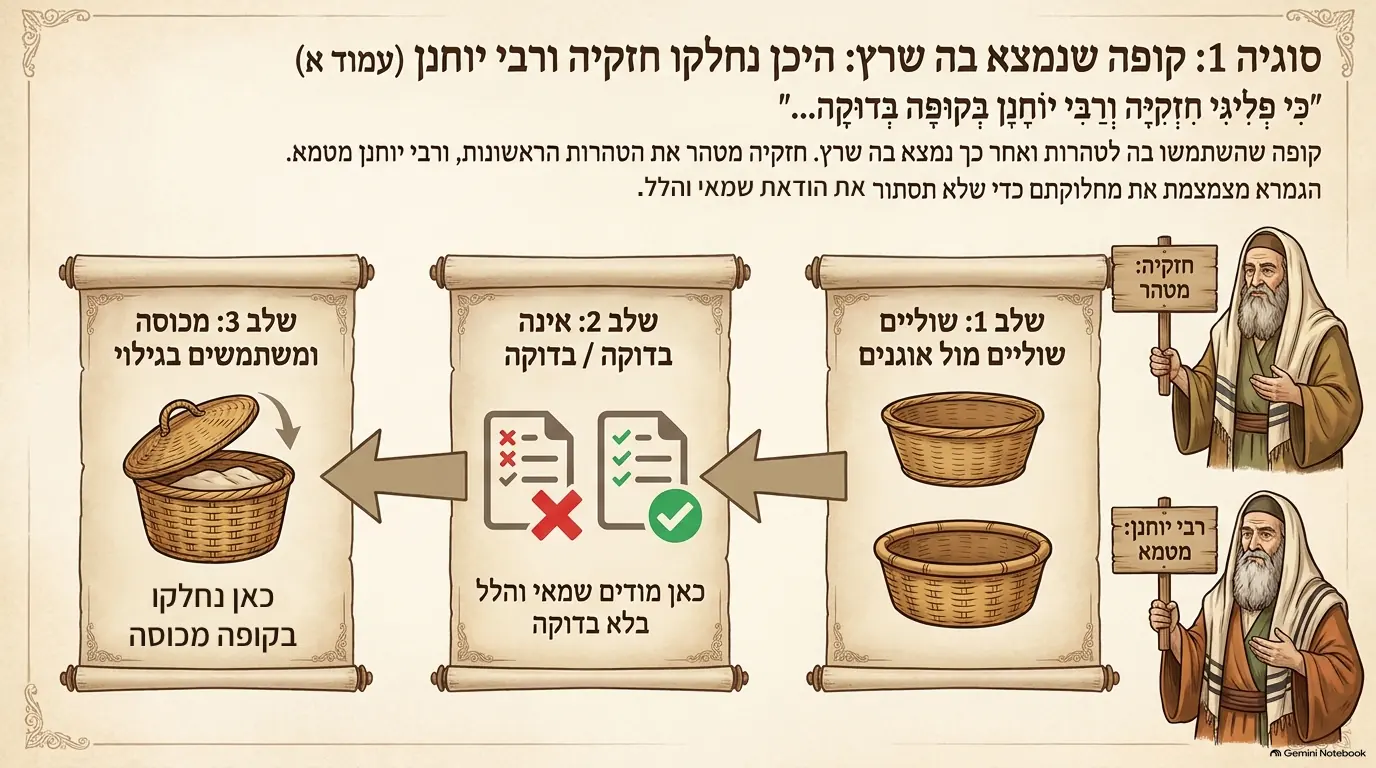 סוגיה 1: קופה שנמצא בה שרץ: היכן נחלקו חזקיה ורבי יוחנן (עמוד א)
"כִּי פְּלִיגִּי חִזְקִיָּה וְרַבִּי יוֹחָנָן בְּקוּפָּה בְּדוּקָה..."
קופה שהשתמשו בה לטהרות ואחר כך נמצא בה שרץ. חזקיה מטהר את הטהרות הראשונות, ורבי יוחנן מטמא.
הגמרא מצמצמת את מחלוקתם כדי שלא תסתור את הודאת שמאי והלל.
חזקיה:
מטהר
רבי יוחנן:
מטמא
שלב 1: שוליים
שוליים מול אוגנים
שלב 2: אינה
בדוקה / בדוקה
כאן מודים שמאי והלל
בלא בדוקה
שלב 3: מכוסה
ומשתמשים בגילוי
כאן נחלקו
בקופה מכוסה
Gemini Notebook